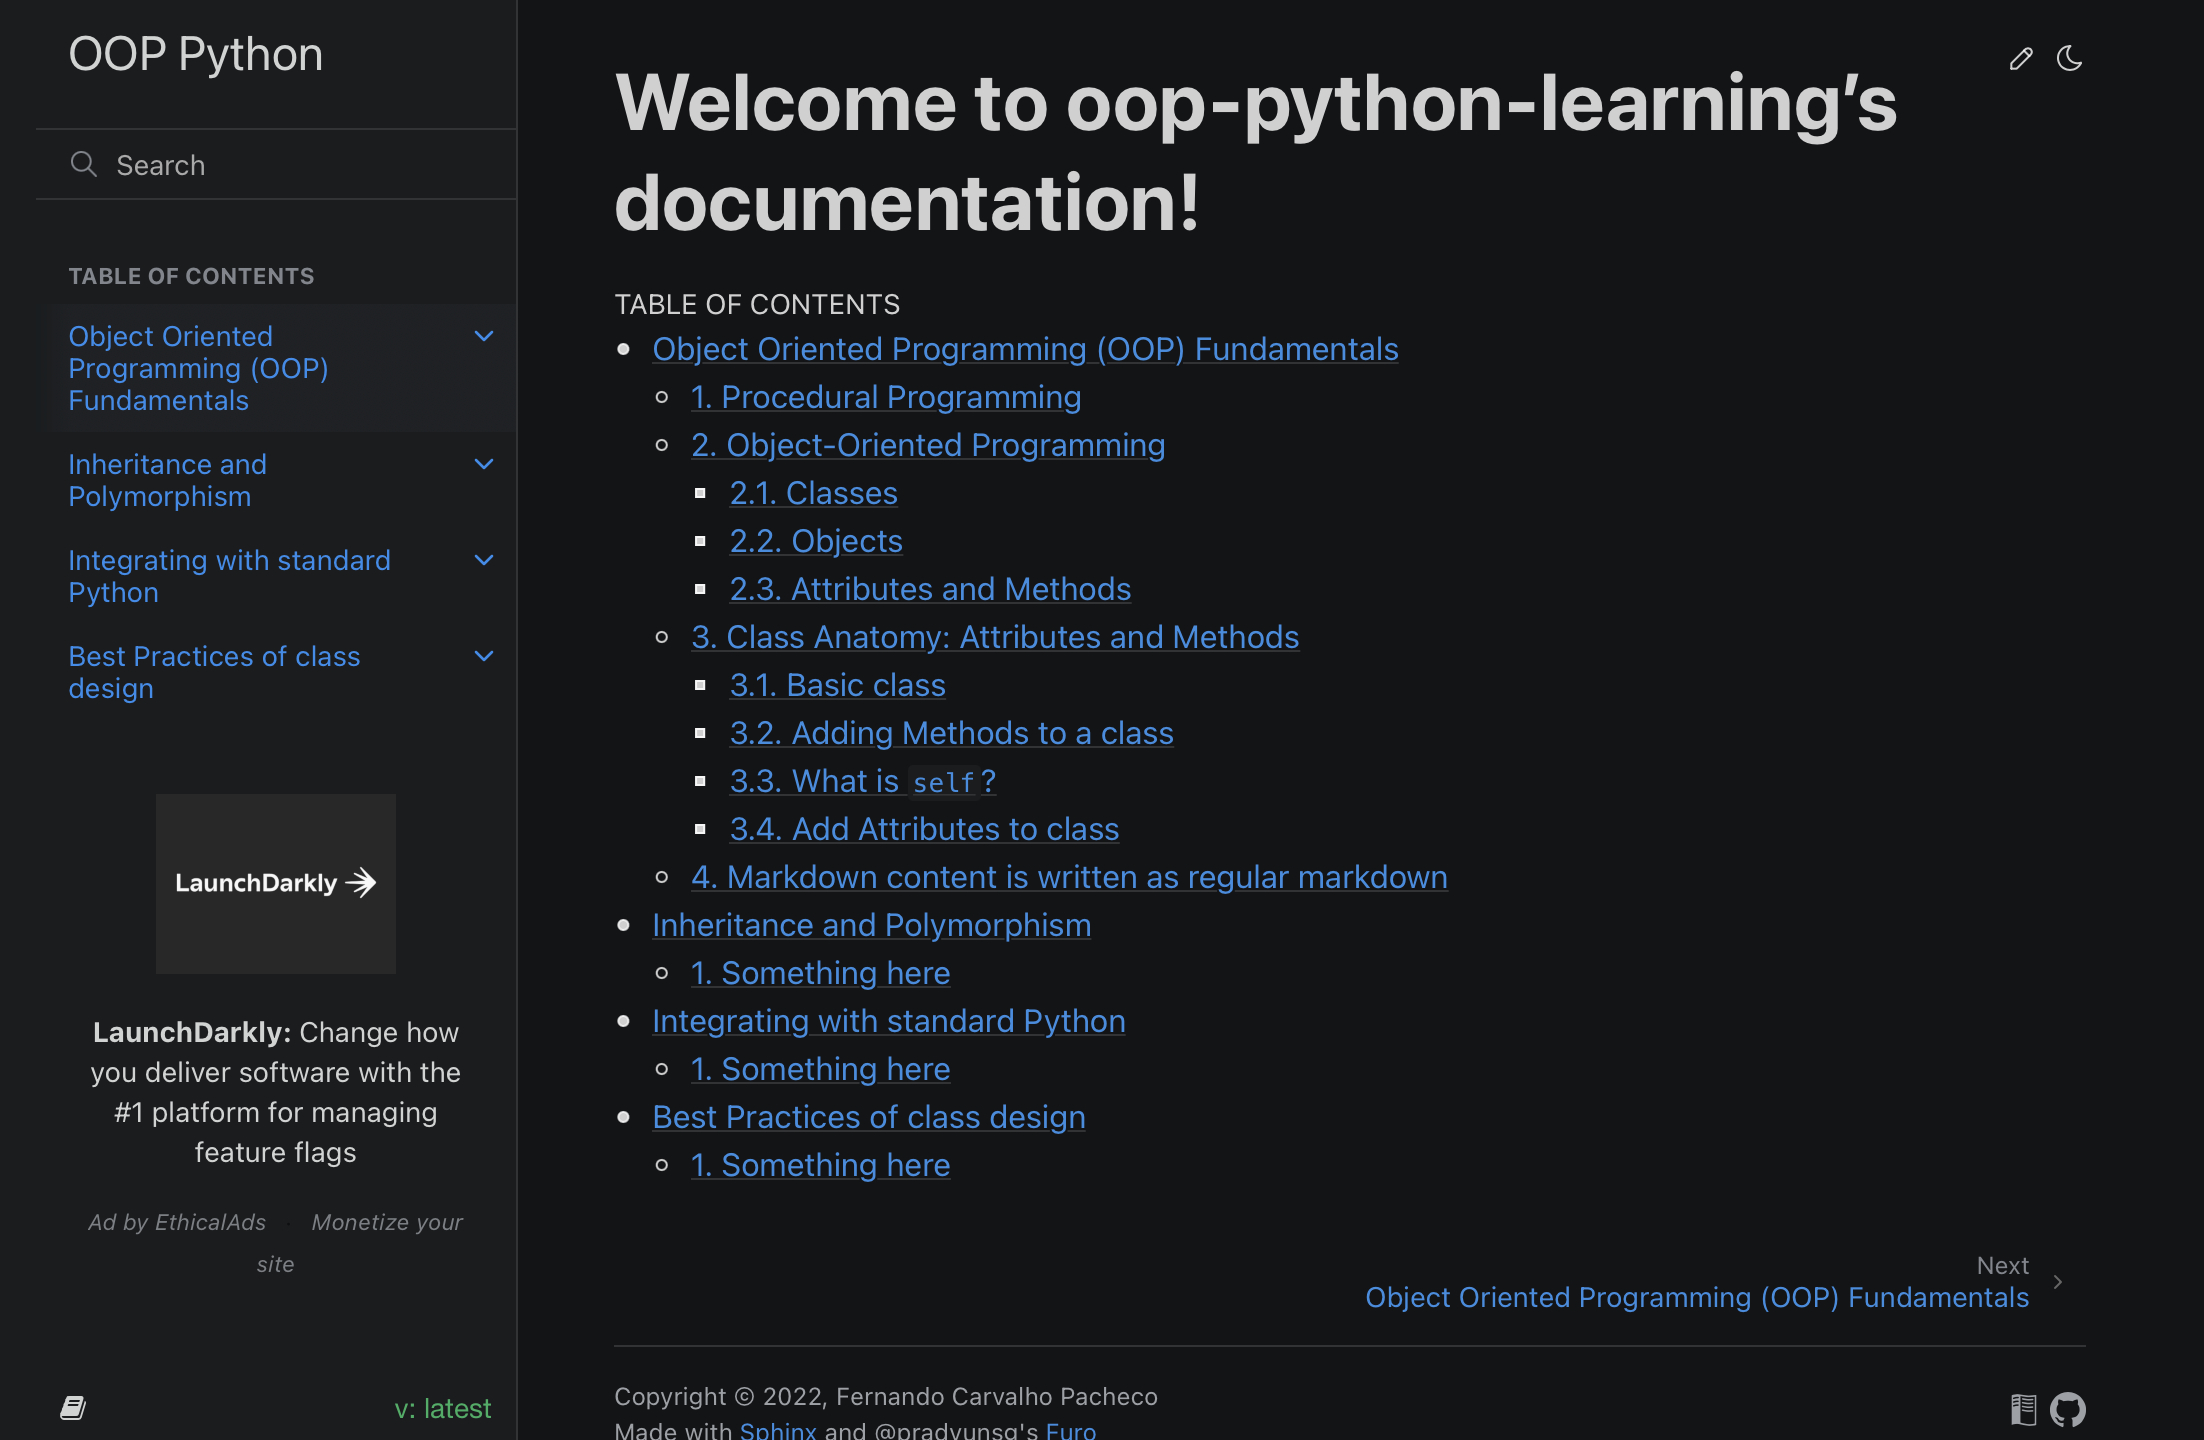 OOP Python
Search
TABLE OF CONTENTS
Object Oriented
Programming (OOP)
Fundamentals
Inheritance and
Polymorphism
Integrating with standard
Python
Best Practices of class
design
LaunchDarkly
LaunchDarkly: Change how
you deliver software with the
#1 platform for managing
feature flags
Ad by EthicalAds · Monetize your
site
v: latest
Welcome to oop-python-learning’s
documentation!
TABLE OF CONTENTS
Object Oriented Programming (OOP) Fundamentals
1. Procedural Programming
2. Object-Oriented Programming
2.1. Classes
2.2. Objects
2.3. Attributes and Methods
3. Class Anatomy: Attributes and Methods
3.1. Basic class
3.2. Adding Methods to a class
3.3. What is self?
3.4. Add Attributes to class
4. Markdown content is written as regular markdown
Inheritance and Polymorphism
1. Something here
Integrating with standard Python
1. Something here
Best Practices of class design
1. Something here
Next
Object Oriented Programming (OOP) Fundamentals
Copyright © 2022, Fernando Carvalho Pacheco
Made with Sphinx and @pradyunsg's Furo